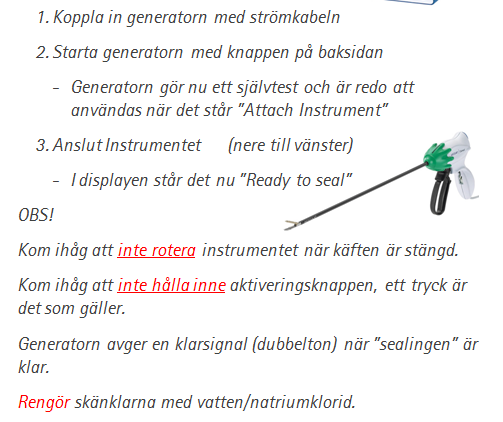 1. Koppla in generatorn med strömkabeln
2. Starta generatorn med knappen på baksidan
- Generatorn gör nu ett självtest och är redo att
användas när det står "Attach Instrument"
3. Anslut Instrumentet (nere till vänster)
- I displayen står det nu "Ready to seal"
OBS!
Kom ihåg att inte rotera instrumentet när käften är stängd.
Kom ihåg att inte hålla inne aktiveringsknappen, ett tryck är
det som gäller.
Generatorn avger en klarsignal (dubbelton) när "sealingen" är
klar.
Rengör skänklarna med vatten/natriumklorid.